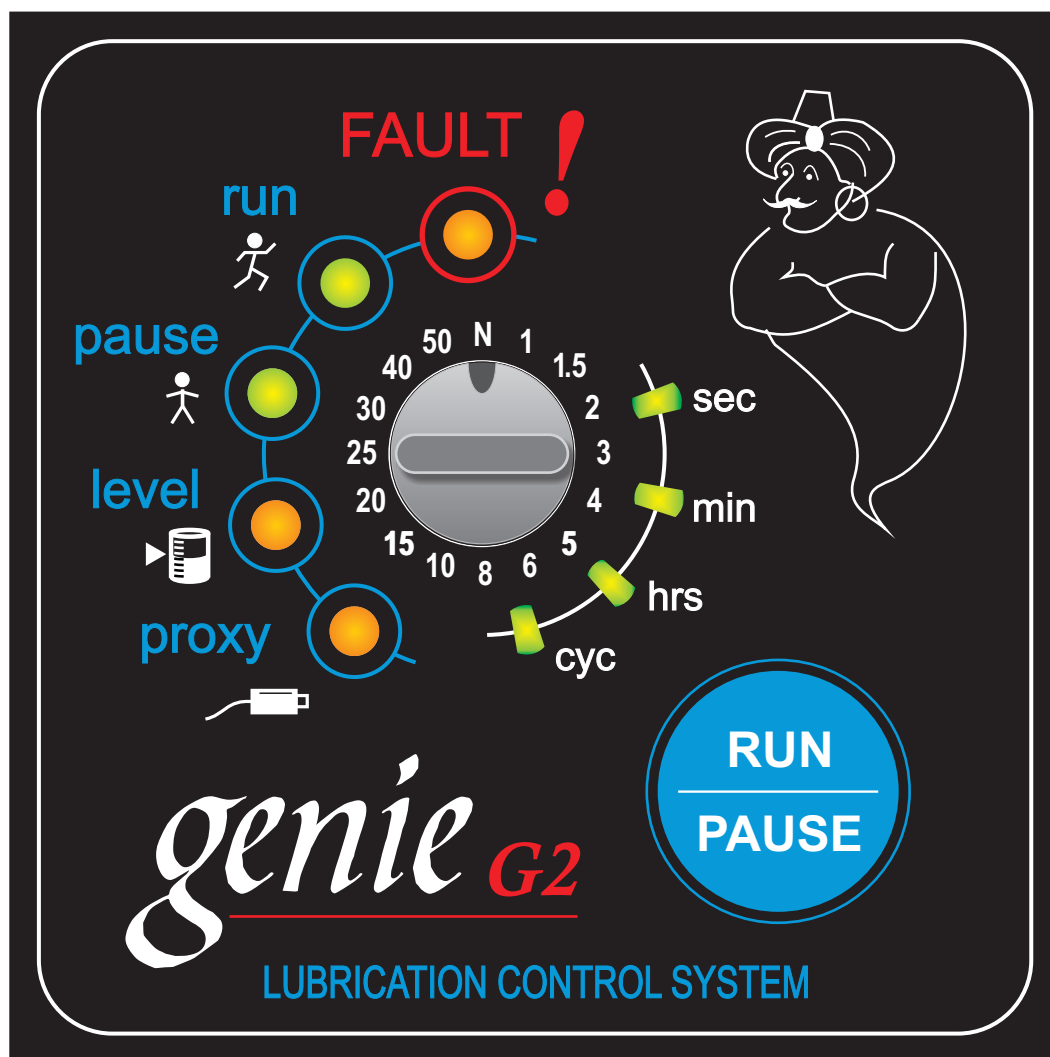 FAULT !
run
pause
level
proxy
N
1
1.5
2
3
4
5
6
8
10
15
20
25
30
40
50
sec
min
hrs
cyc
RUN
PAUSE
genie G2
LUBRICATION CONTROL SYSTEM